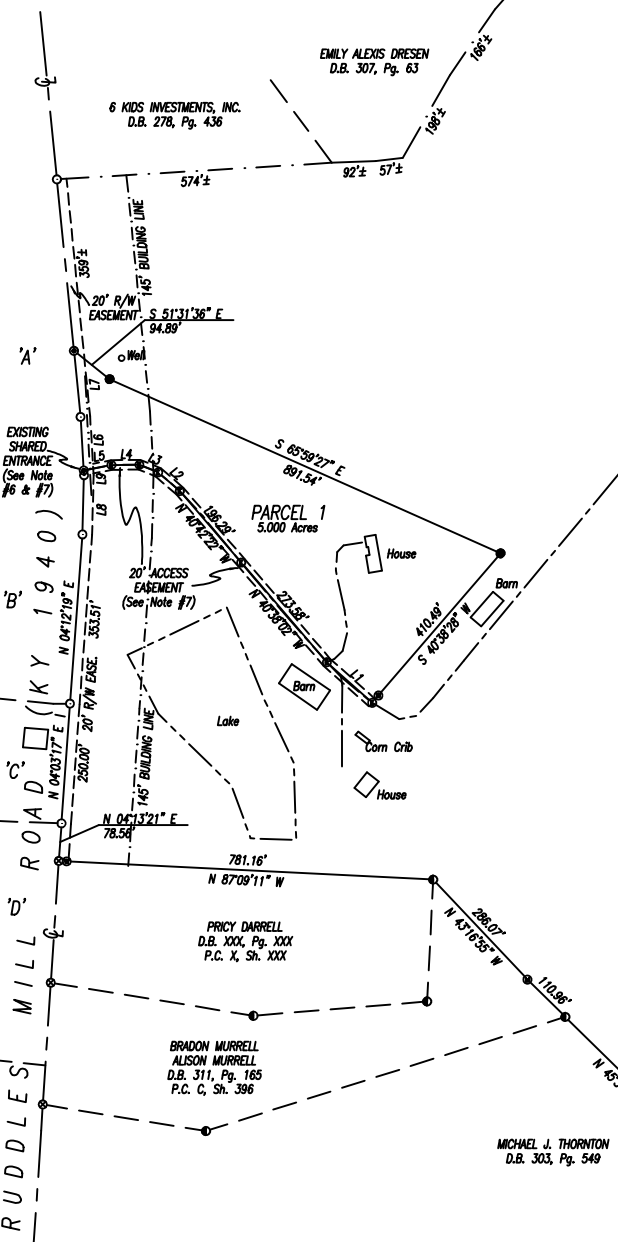 EMILY ALEXIS DRESEN
D.B. 307, Pg. 63
166'±
198'±
6 KIDS INVESTMENTS, INC.
D.B. 278, Pg. 436
574'±
92'±
57'±
359'±
145' BUILDING LINE
20' R/W
EASEMENT
S 51°31'36" E
94.89'
Well
'A'
L7
EXISTING
SHARED
ENTRANCE
(See Note
#6 & #7)
L6
L5
L4
L3
L2
L9
L8
S 65°59'27" E
891.54'
196.29'
N 40°42'22" W
PARCEL 1
5.000 Acres
House
20' ACCESS
EASEMENT
(See Note #7)
273.58'
N 40°38'02" W
Barn
410.49'
S 40°38'28" W
L1
'B'
N 04°12'19" E
353.51'
20' R/W EASE.
Barn
Lake
Corn Crib
House
145' BUILDING LINE
'C'
N 04°03'17" E
250.00'
N 04°13'21" E
78.56'
781.16'
N 87°09'11" W
'D'
PRICY DARRELL
D.B. XXX, Pg. XXX
P.C. X, Sh. XXX
286.07'
N 43°16'55" W
110.96'
BRADON MURRELL
ALISON MURRELL
D.B. 311, Pg. 165
P.C. C, Sh. 396
MICHAEL J. THORNTON
D.B. 303, Pg. 549
RUDDLES MILL ROAD (KY 1940)